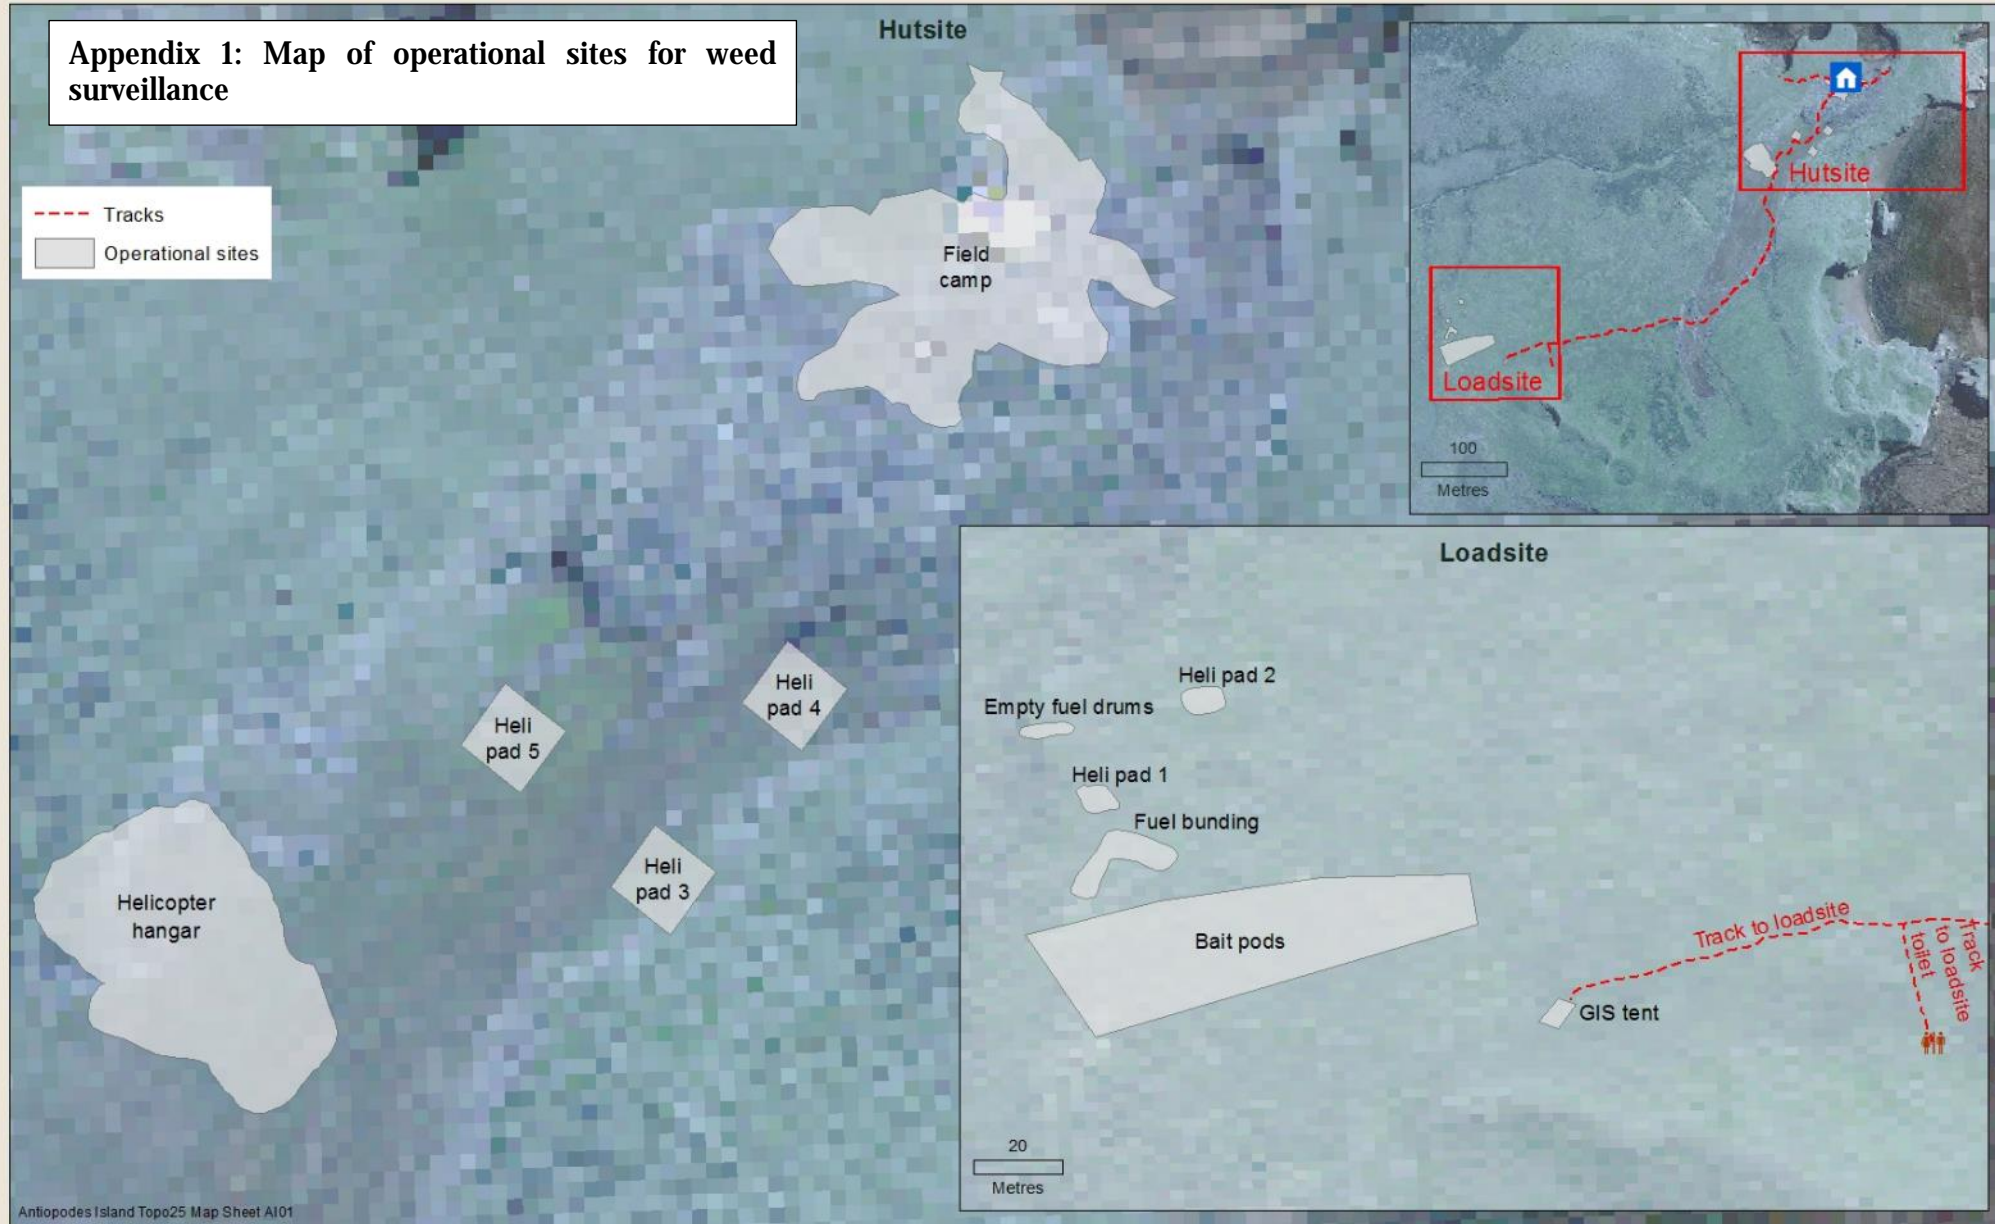 Appendix 1: Map of operational sites for weed
surveillance
Hutsite
Tracks
Operational sites
Field
camp
Heli
pad 4
Heli
pad 5
Heli
pad 3
Helicopter
hangar
Hutsite
Loadsite
100
Metres
Loadsite
Heli pad 2
Empty fuel drums
Heli pad 1
Fuel bunding
Bait pods
Track to loadsite
Track
to loadsite
toilet
GIS tent
20
Metres
Antiopodes Island Topo25 Map Sheet AI01